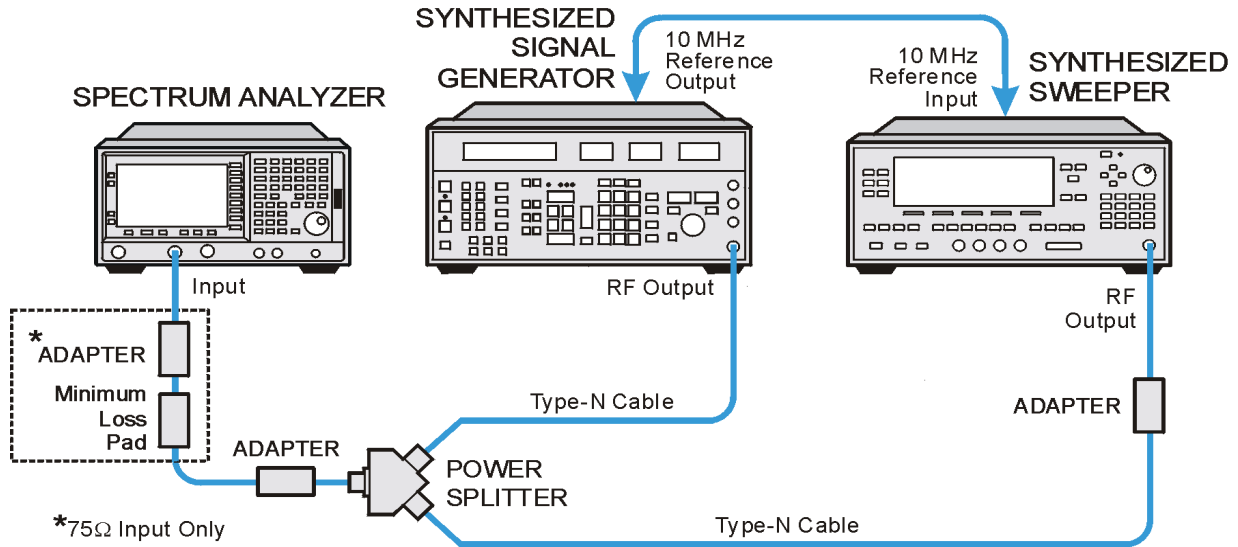 SYNTHESIZED
SIGNAL
GENERATOR
10 MHz
Reference
Output
10 MHz
Reference
Input
SYNTHESIZED
SWEEPER
SPECTRUM ANALYZER
Input
RF Output
RF
Output
*ADAPTER
Minimum
Loss
Pad
Type-N Cable
ADAPTER
ADAPTER
POWER
SPLITTER
*75Ω Input Only
Type-N Cable